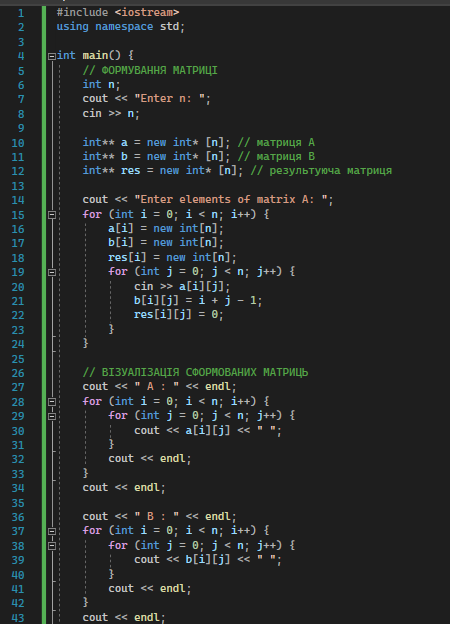 1 #include <iostream>
2 using namespace std;
3
4 int main() {
5 // ФОРМУВАННЯ МАТРИЦІ
6 int n;
7 cout << "Enter n: ";
8 cin >> n;
9
10 int** a = new int* [n]; // матриця A
11 int** b = new int* [n]; // матриця B
12 int** res = new int* [n]; // результуюча матриця
13
14 cout << "Enter elements of matrix A: ";
15 for (int i = 0; i < n; i++) {
16 a[i] = new int[n];
17 b[i] = new int[n];
18 res[i] = new int[n];
19 for (int j = 0; j < n; j++) {
20 cin >> a[i][j];
21 b[i][j] = i + j - 1;
22 res[i][j] = 0;
23 }
24 }
25
26 // ВІЗУАЛІЗАЦІЯ СФОРМОВАНИХ МАТРИЦЬ
27 cout << " A : " << endl;
28 for (int i = 0; i < n; i++) {
29 for (int j = 0; j < n; j++) {
30 cout << a[i][j] << " ";
31 }
32 cout << endl;
33 }
34 cout << endl;
35
36 cout << " B : " << endl;
37 for (int i = 0; i < n; i++) {
38 for (int j = 0; j < n; j++) {
39 cout << b[i][j] << " ";
40 }
41 cout << endl;
42 }
43 cout << endl;